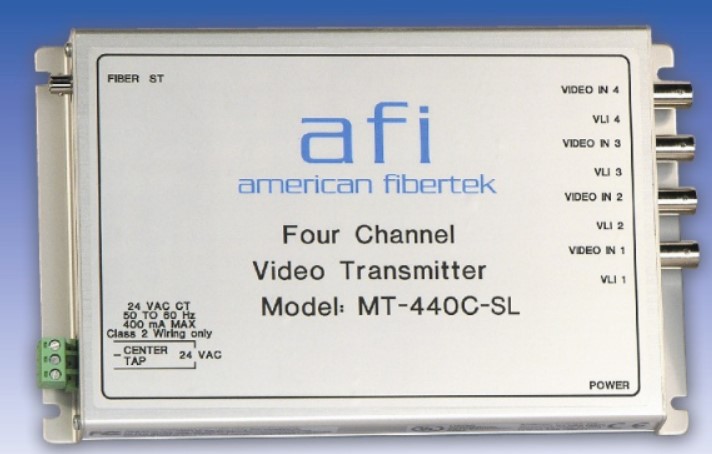 FIBER ST
VIDEO IN 4
VLI 4
VIDEO IN 3
VLI 3
VIDEO IN 2
VLI 2
VIDEO IN 1
VLI 1
afi
american fibertek
Four Channel
Video Transmitter
Model: MT-440C-SL
24 VAC CT
50 TO 60 Hz
400 mA MAX
Class 2 Wiring only
CENTER
TAP
24 VAC
POWER